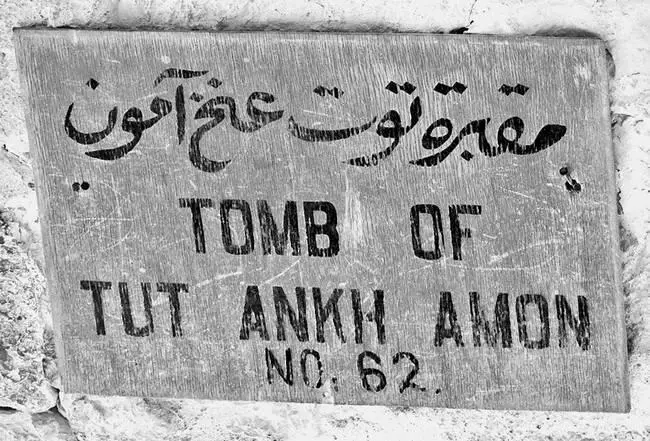 مقبرة توت عنخ آمون
TOMB OF
TUT ANKH AMON
NO. 62.